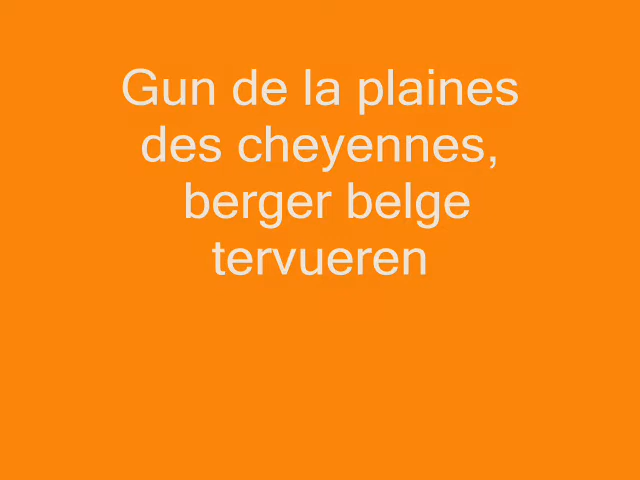 Gun de la plaines
des cheyennes,
berger belge
tervueren